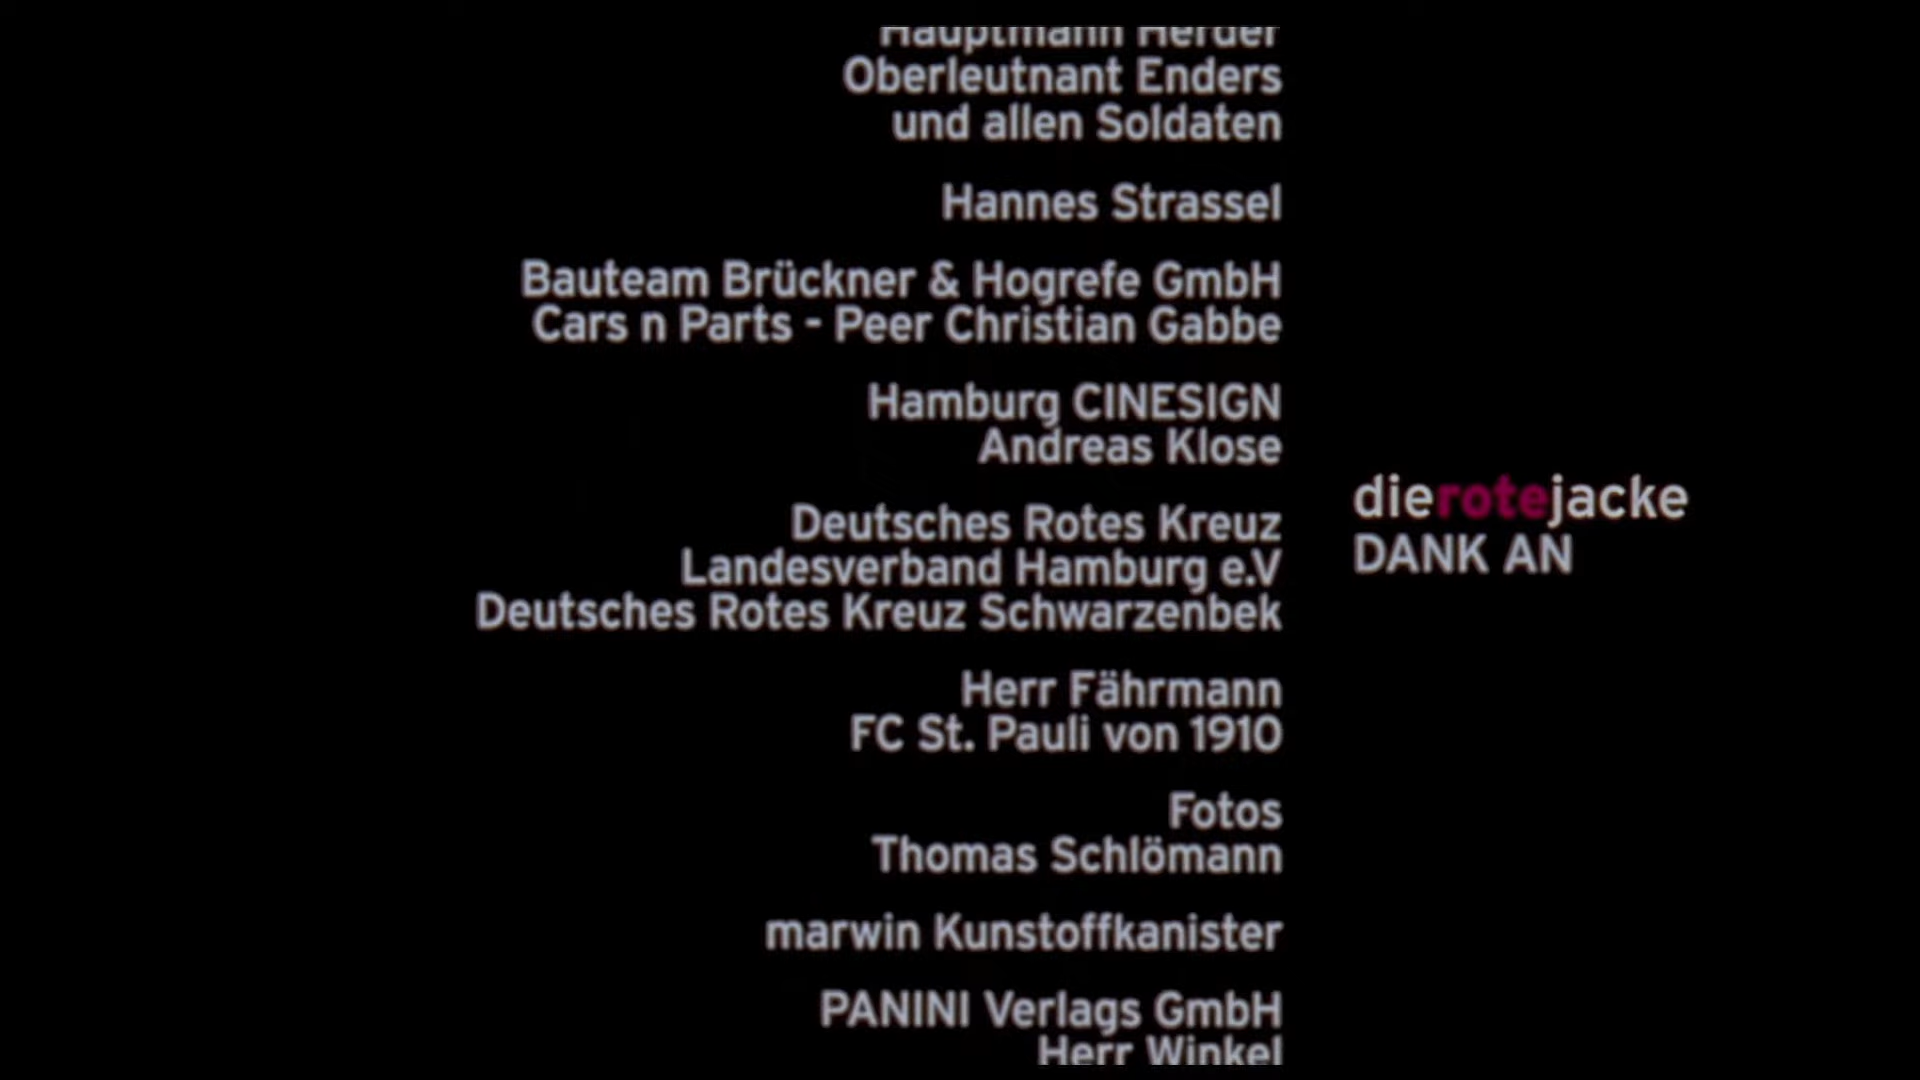 Hauptmann Herder
Oberleutnant Enders
und allen Soldaten
Hannes Strassel
Bauteam Brückner & Hogrefe GmbH
Cars n Parts - Peer Christian Gabbe
Hamburg CINESIGN
Andreas Klose
Deutsches Rotes Kreuz
Landesverband Hamburg e.V
Deutsches Rotes Kreuz Schwarzenbek
Herr Fährmann
FC St. Pauli von 1910
Fotos
Thomas Schlömann
marwin Kunstoffkanister
PANINI Verlags GmbH
Herr Winkel
dierotejacke
DANK AN